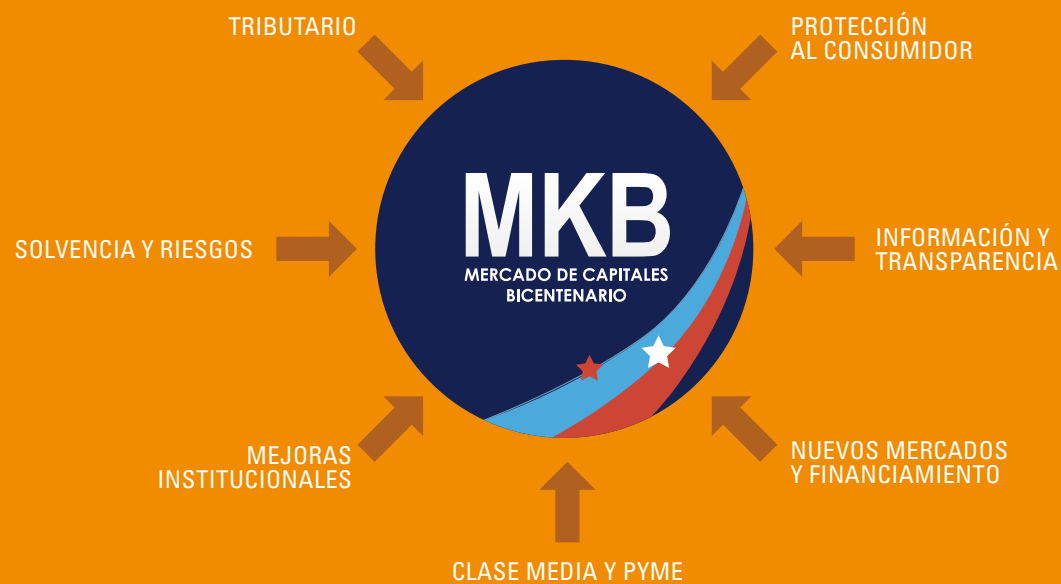 TRIBUTARIO
PROTECCIÓN
AL CONSUMIDOR
MKB
MERCADO DE CAPITALES
BICENTENARIO
SOLVENCIA Y RIESGOS
INFORMACIÓN Y
TRANSPARENCIA
MEJORAS
INSTITUCIONALES
NUEVOS MERCADOS
Y FINANCIAMIENTO
CLASE MEDIA Y PYME